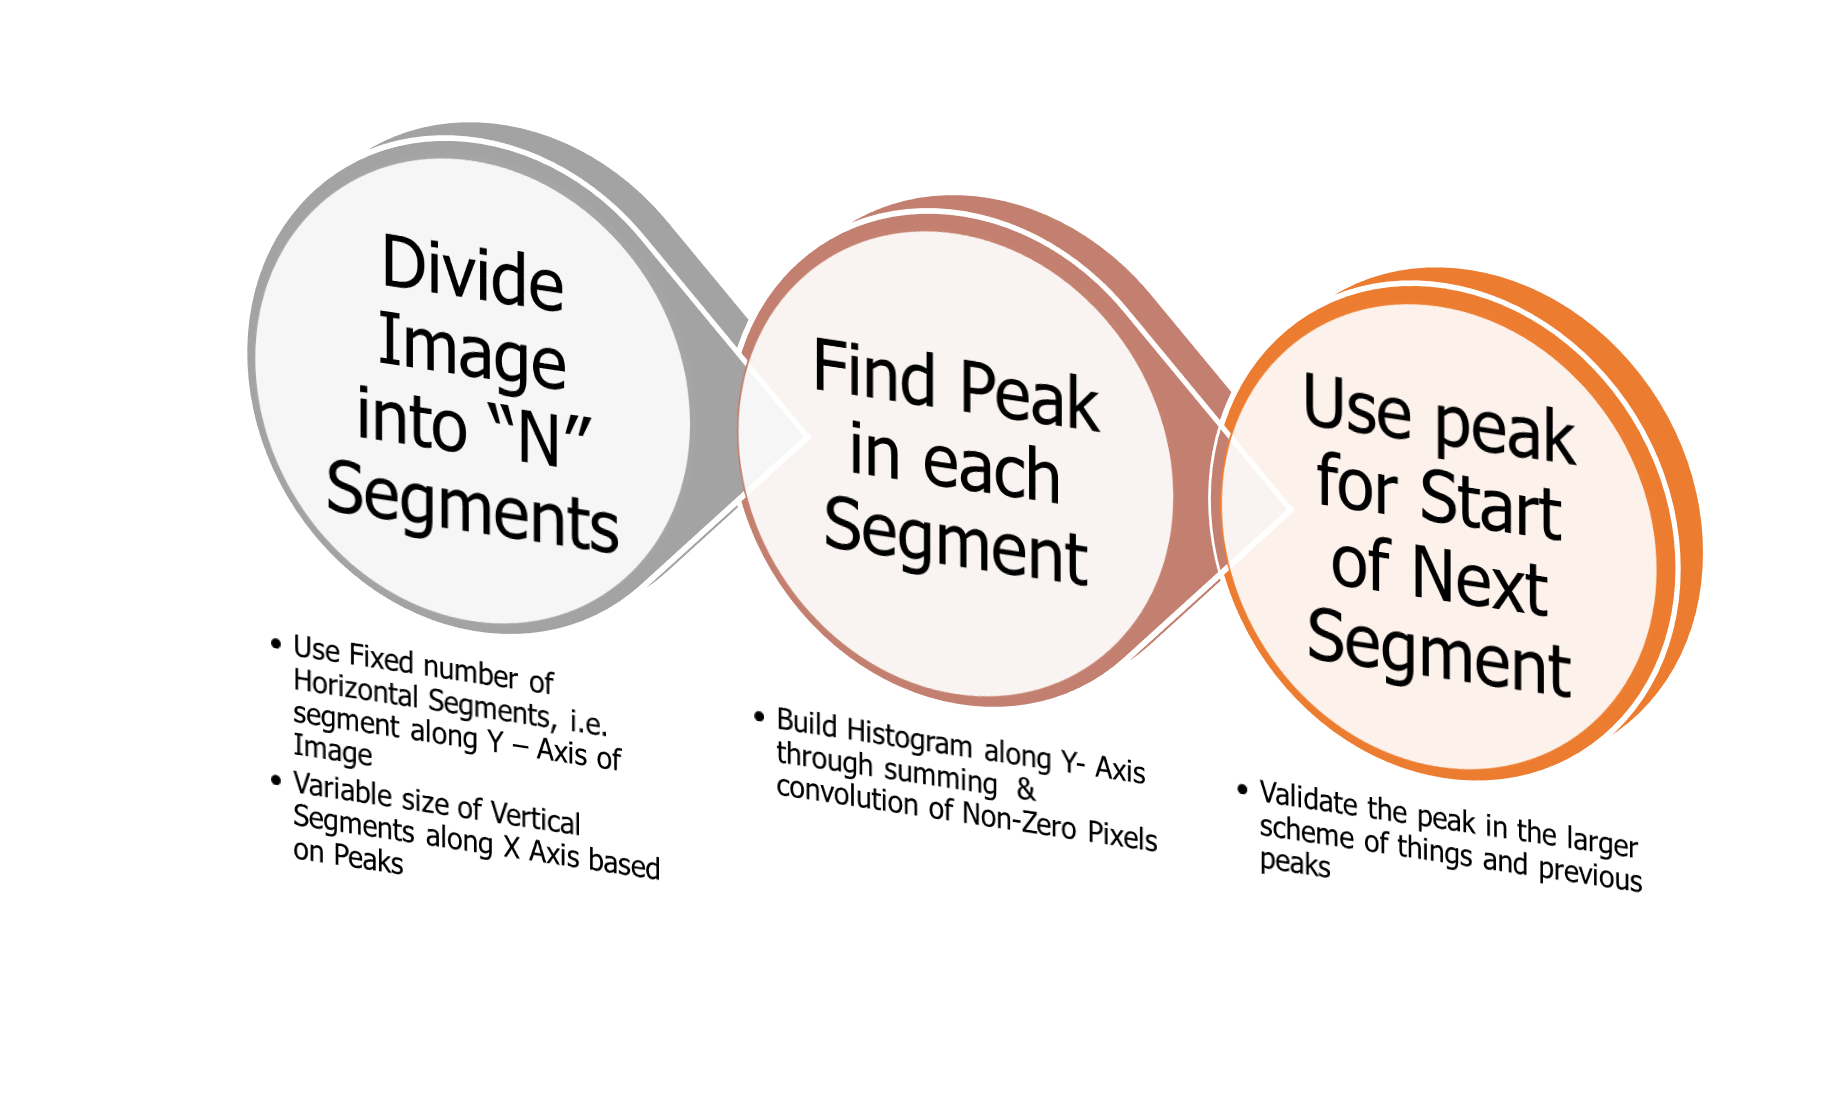 Divide
Image
into “N”
Segments
• Use Fixed number of
Horizontal Segments, i.e.
segment along Y – Axis of
Image
• Variable size of Vertical
Segments along X Axis based
on Peaks
Find Peak
in each
Segment
• Build Histogram along Y- Axis
through summing & 
convolution of Non-Zero Pixels
Use peak
for Start
of Next
Segment
• Validate the peak in the larger
scheme of things and previous
peaks